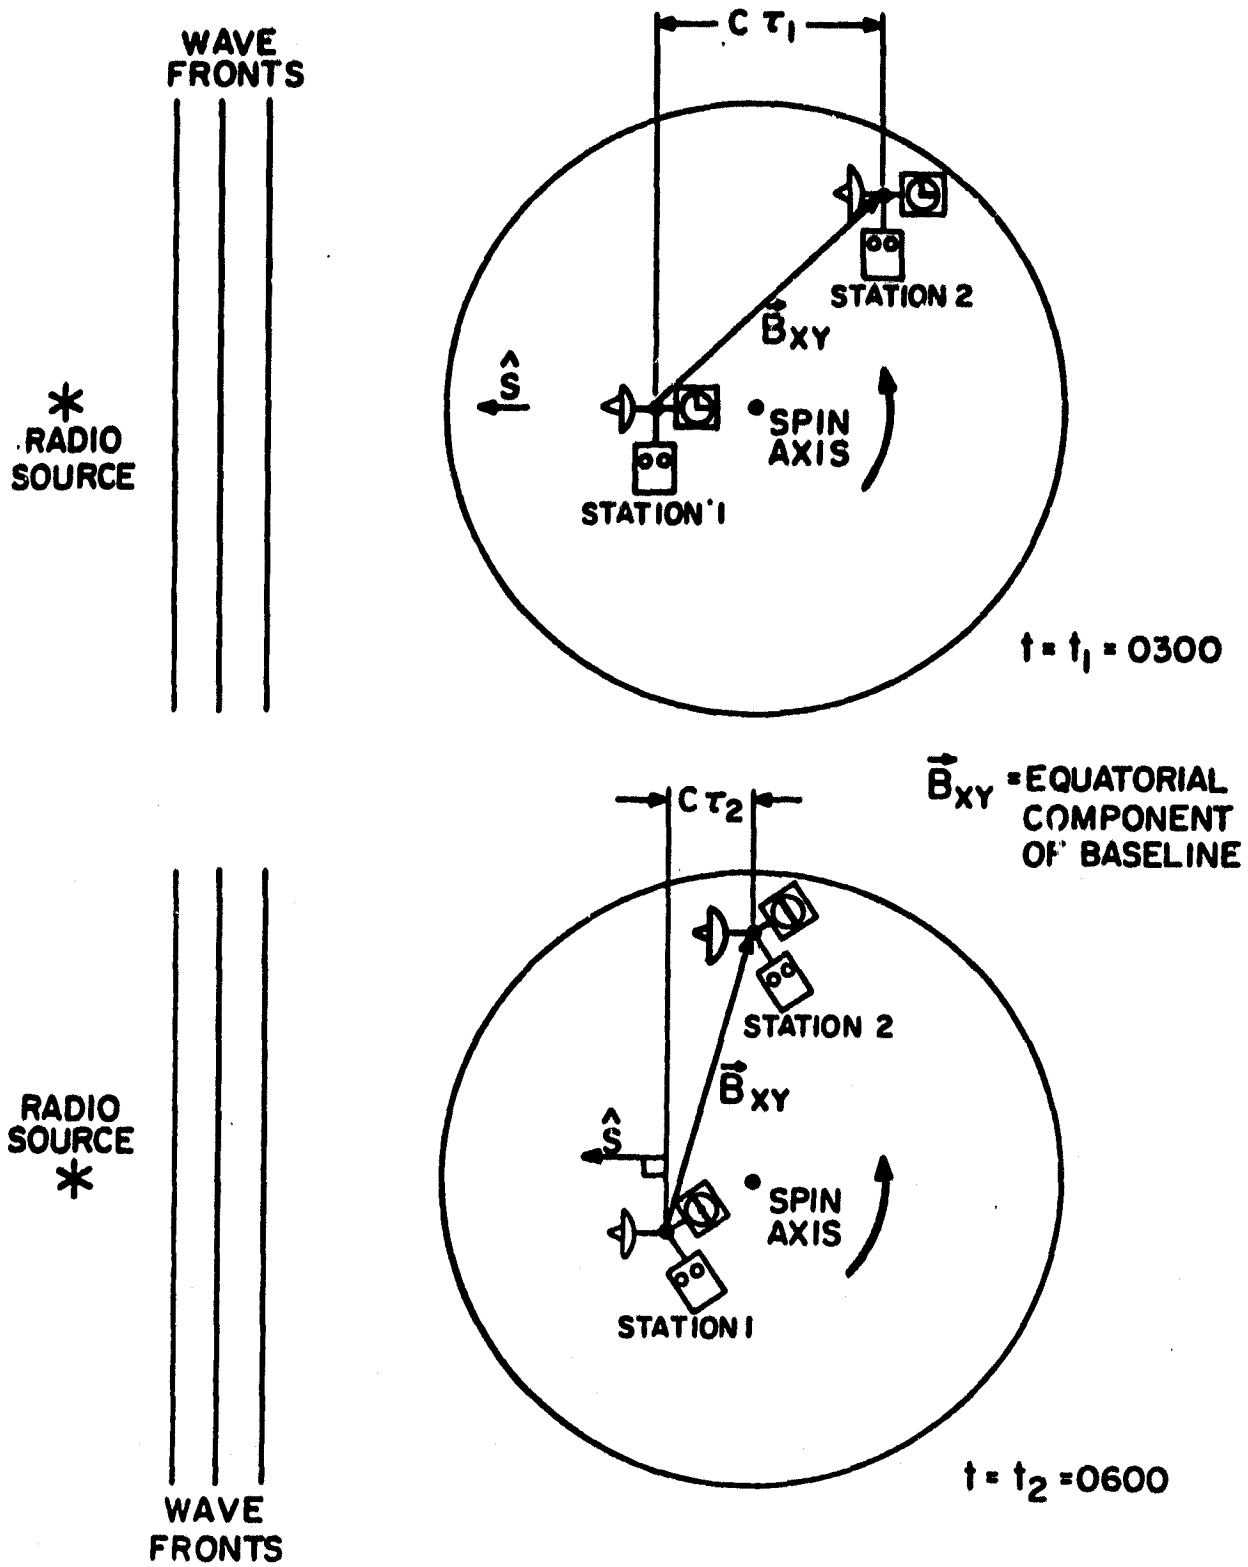 WAVE
FRONTS
C τ₁
STATION 2
B⃗XY
Ŝ
SPIN
AXIS
RADIO
SOURCE
STATION 1
t = t₁ = 0300
B⃗XY = EQUATORIAL
COMPONENT
OF BASELINE
C τ₂
STATION 2
B⃗XY
RADIO
SOURCE
Ŝ
SPIN
AXIS
STATION 1
t = t₂ = 0600
WAVE
FRONTS